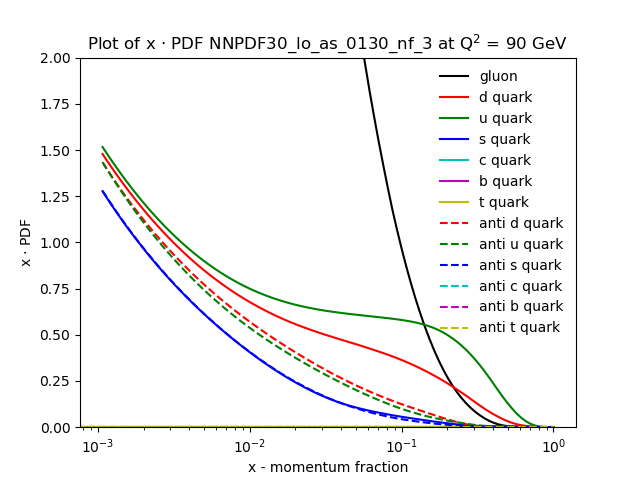 Plot of x · PDF NNPDF30_lo_as_0130_nf_3 at Q² = 90 GeV
2.00
1.75
1.50
1.25
1.00
0.75
0.50
0.25
0.00
x · PDF
gluon
d quark
u quark
s quark
c quark
b quark
t quark
anti d quark
anti u quark
anti s quark
anti c quark
anti b quark
anti t quark
10⁻³ 10⁻² 10⁻¹ 10⁰
x - momentum fraction